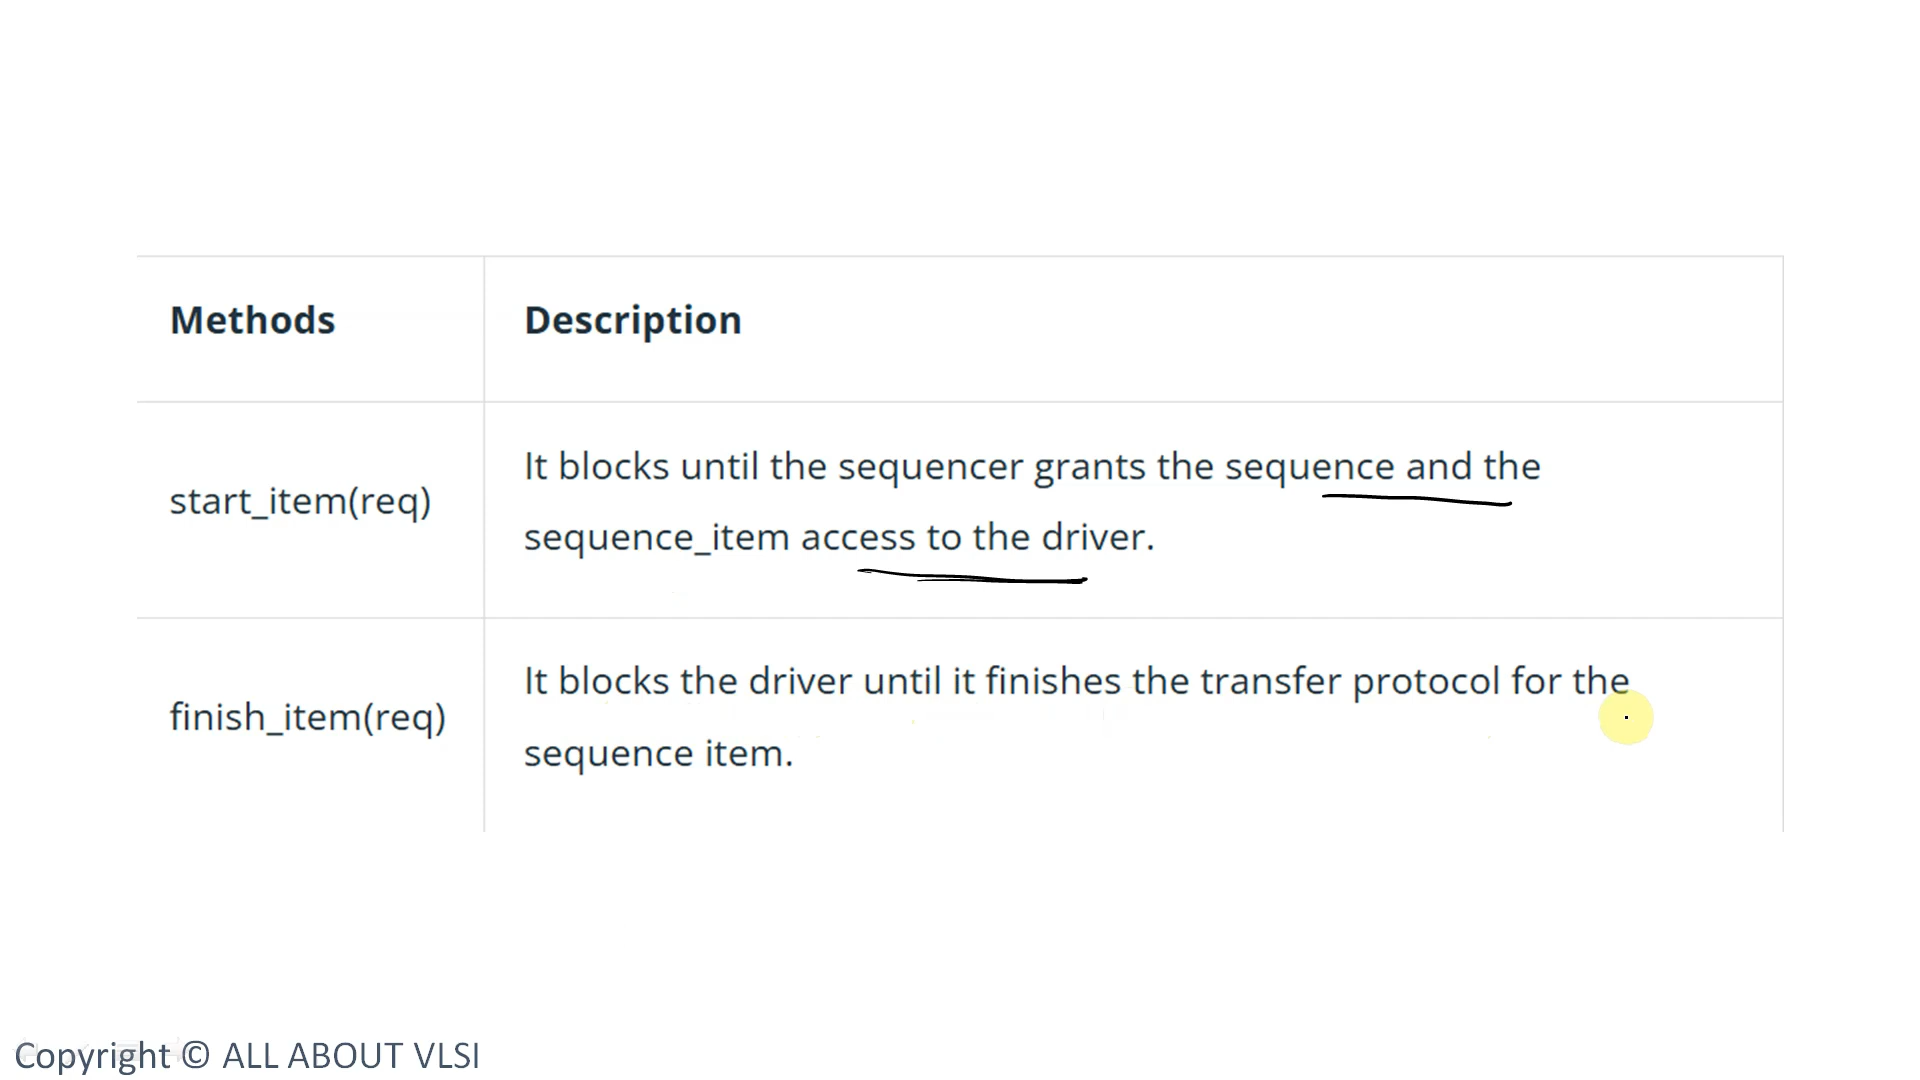 Methods
Description
start_item(req)
It blocks until the sequencer grants the sequence and the
sequence_item access to the driver.
finish_item(req)
It blocks the driver until it finishes the transfer protocol for the
sequence item.
Copyright © ALL ABOUT VLSI